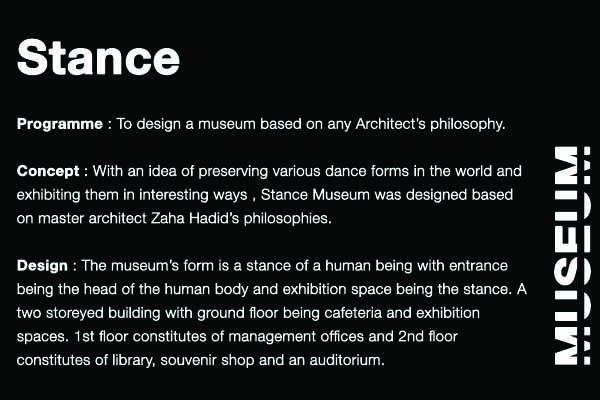 Stance
Programme : To design a museum based on any Architect's philosophy.
Concept : With an idea of preserving various dance forms in the world and
exhibiting them in interesting ways , Stance Museum was designed based
on master architect Zaha Hadid's philosophies.
Design : The museum's form is a stance of a human being with entrance
being the head of the human body and exhibition space being the stance. A
two storeyed building with ground floor being cafeteria and exhibition
spaces. 1st floor constitutes of management offices and 2nd floor
constitutes of library, souvenir shop and an auditorium.
MUSEUM